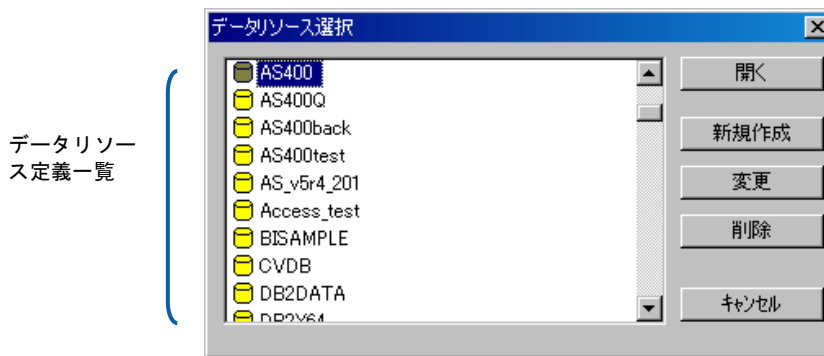 データリソース選択
データリソー
ス定義一覧
AS400
AS400Q
AS400back
AS400test
AS_v5r4_201
Access_test
BISAMPLE
CVDB
DB2DATA
DB2Y64
開く
新規作成
変更
削除
キャンセル